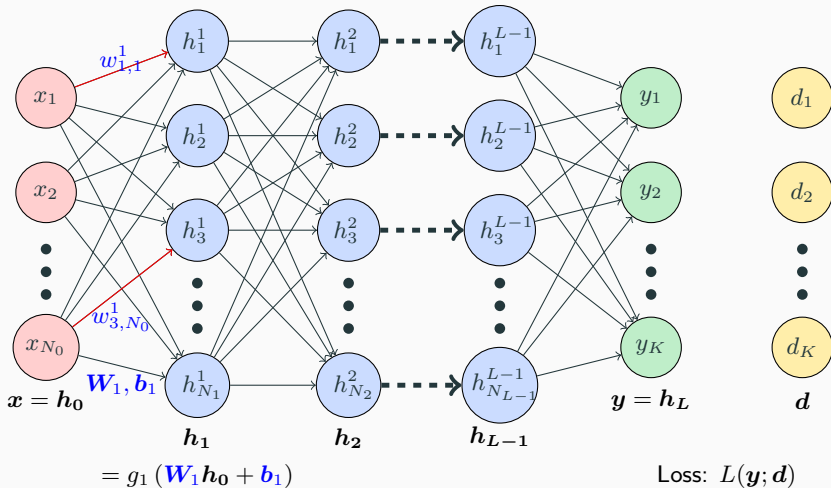 h^1_1 h^2_1 h^{L-1}_1
w^1_{1,1}
x_1 y_1 d_1
h^1_2 h^2_2 h^{L-1}_2
x_2 y_2 d_2
h^1_3 h^2_3 h^{L-1}_3
w^1_{3,N_0}
x_{N_0} y_K d_K
W_1, b_1 h^1_{N_1} h^2_{N_2} h^{L-1}_{N_{L-1}}
x = h_0 y = h_L d
h_1 h_2 h_{L-1}
= g_1 (W_1 h_0 + b_1) Loss: L(y; d)